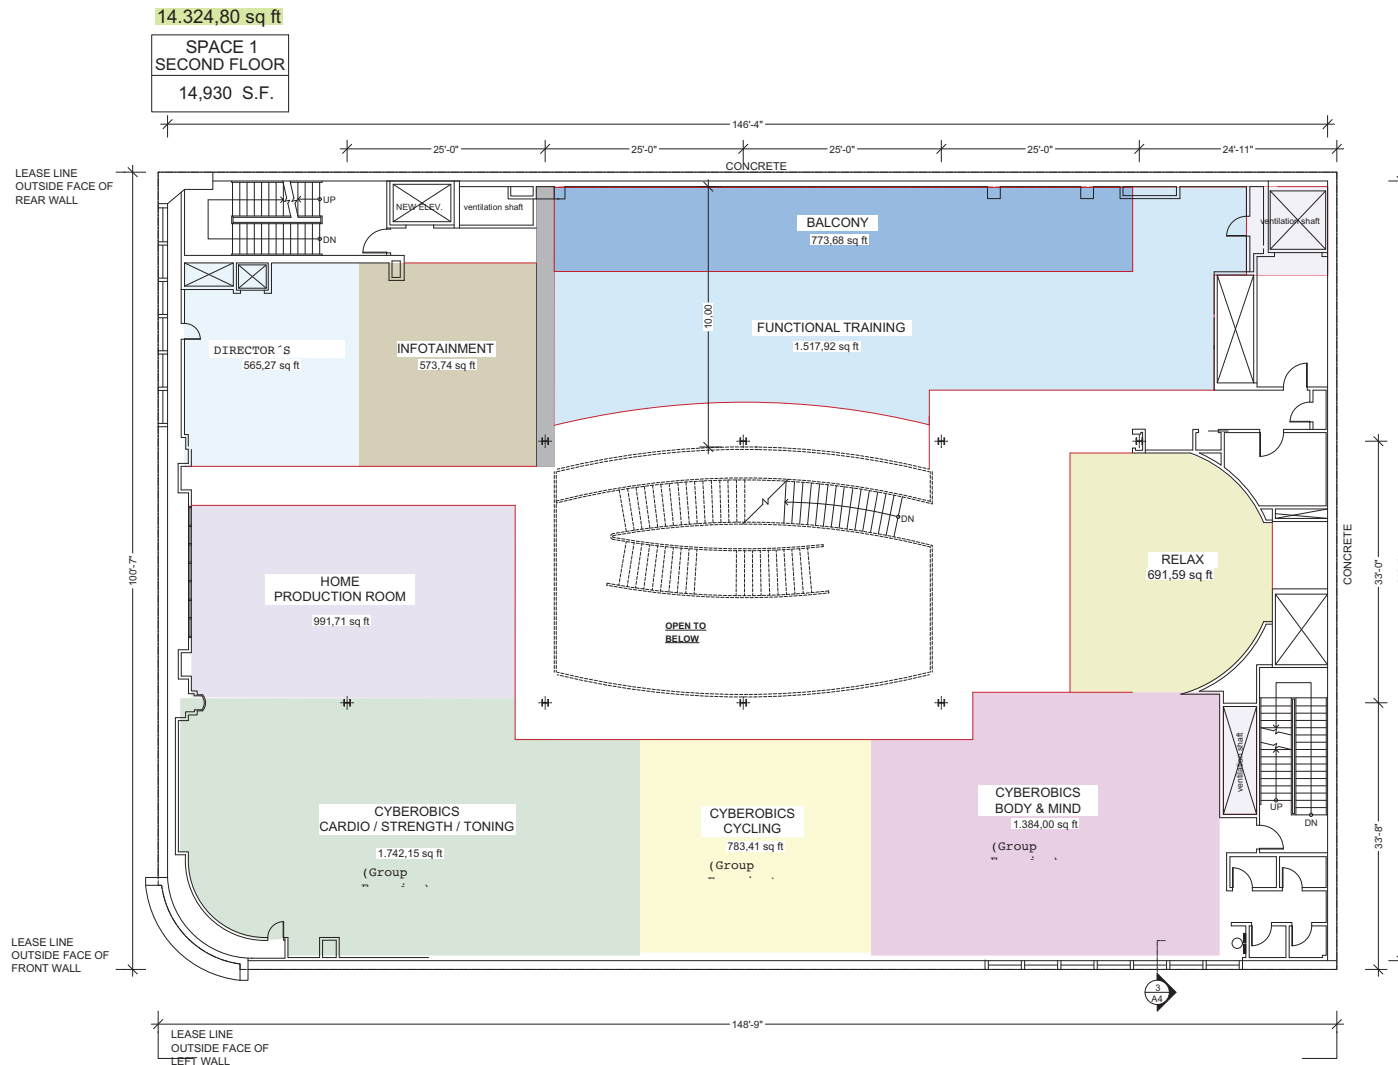 14.324,80 sq ft
SPACE 1
SECOND FLOOR
14,930 S.F.
146'-4"
25'-0"
25'-0"
25'-0"
25'-0"
24'-11"
CONCRETE
LEASE LINE
OUTSIDE FACE OF
REAR WALL
UP
DN
NEW ELEV.
ventilation shaft
BALCONY
773,68 sq ft
ventilation shaft
10,00
FUNCTIONAL TRAINING
1.517,92 sq ft
DIRECTOR´S
565,27 sq ft
INFOTAINMENT
573,74 sq ft
DN
100'-7"
CONCRETE
33'-0"
RELAX
691,59 sq ft
HOME
PRODUCTION ROOM
991,71 sq ft
OPEN TO
BELOW
ventilation shaft
UP
DN
33'-8"
CYBEROBICS
CARDIO / STRENGTH / TONING
1.742,15 sq ft
(Group
CYBEROBICS
CYCLING
783,41 sq ft
(Group
CYBEROBICS
BODY & MIND
1.384,00 sq ft
(Group
LEASE LINE
OUTSIDE FACE OF
FRONT WALL
3
A4
148'-9"
LEASE LINE
OUTSIDE FACE OF
LEFT WALL